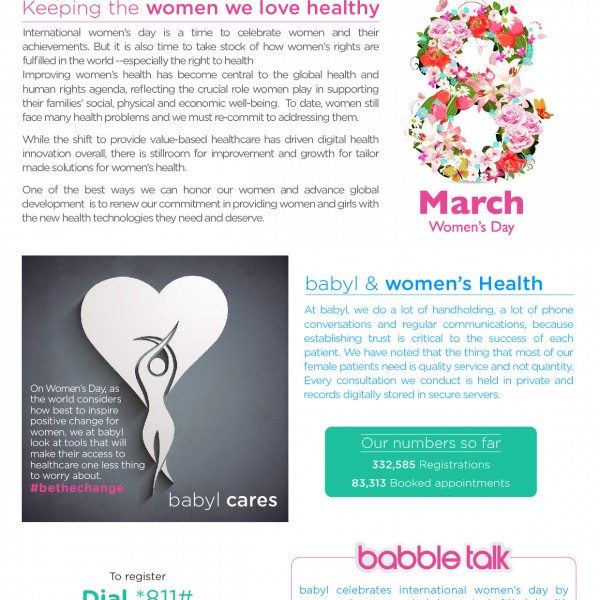 Keeping the women we love healthy
International women's day is a time to celebrate women and their
achievements. But it is also time to take stock of how women's rights are
fulfilled in the world --especially the right to health
Improving women's health has become central to the global health and
human rights agenda, reflecting the crucial role women play in supporting
their families' social, physical and economic well-being. To date, women still
face many health problems and we must re-commit to addressing them.
While the shift to provide value-based healthcare has driven digital health
innovation overall, there is stillroom for improvement and growth for tailor
made solutions for women's health.
One of the best ways we can honor our women and advance global
development is to renew our commitment in providing women and girls with
the new health technologies they need and deserve.
8
March
Women's Day
On Women's Day, as
the world considers
how best to inspire
positive change for
women, we at babyl
look at tools that will
make their access to
healthcare one less thing
to worry about.
#bethechange
babyl cares
babyl & women's Health
At babyl, we do a lot of handholding, a lot of phone
conversations and regular communications, because
establishing trust is critical to the success of each
patient. We have noted that the thing that most of our
female patients need is quality service and not quantity.
Every consultation we conduct is held in private and
records digitally stored in secure servers.
Our numbers so far
332,585 Registrations
83,313 Booked appointments
To register
Dial *811#
babble talk
babyl celebrates international women's day by